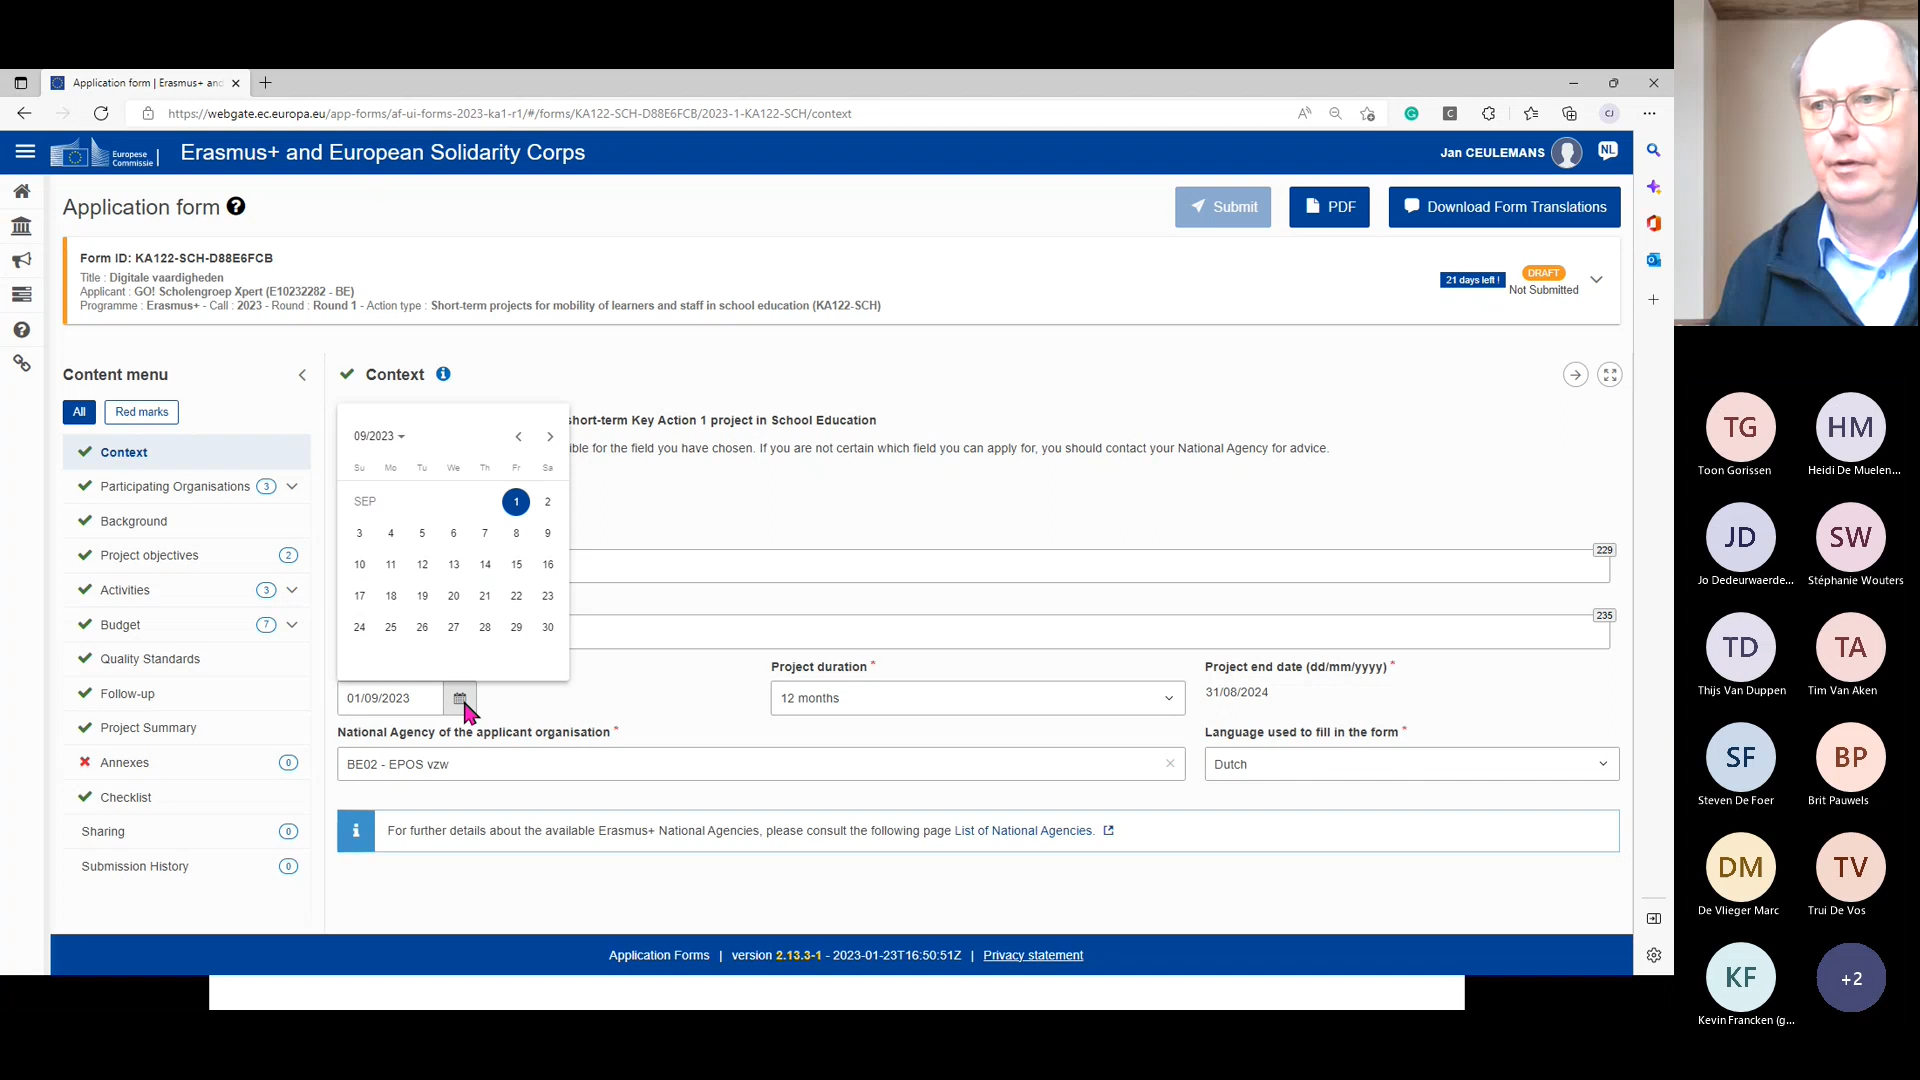 Application form | Erasmus+ and
https://webgate.ec.europa.eu/app-forms/af-ui-forms-2023-ka1-r1/#/forms/KA122-SCH-D88E6FCB/2023-1-KA122-SCH/context
CJ
Europese
Commissie
Erasmus+ and European Solidarity Corps
Jan CEULEMANS
NL
Application form
Submit
PDF
Download Form Translations
Form ID: KA122-SCH-D88E6FCB
Title : Digitale vaardigheden
Applicant : GO! Scholengroep Xpert (E10232282 - BE)
Programme : Erasmus+ - Call : 2023 - Round : Round 1 - Action type : Short-term projects for mobility of learners and staff in school education (KA122-SCH)
21 days left !
DRAFT
Not Submitted
Content menu
All
Red marks
Context
Participating Organisations 3
Background
Project objectives 2
Activities 3
Budget 7
Quality Standards
Follow-up
Project Summary
Annexes 0
Checklist
Sharing 0
Submission History 0
Context
short-term Key Action 1 project in School Education
ible for the field you have chosen. If you are not certain which field you can apply for, you should contact your National Agency for advice.
09/2023
Su Mo Tu We Th Fr Sa
SEP 1 2
3 4 5 6 7 8 9
10 11 12 13 14 15 16
17 18 19 20 21 22 23
24 25 26 27 28 29 30
229
235
01/09/2023
Project duration *
12 months
Project end date (dd/mm/yyyy) *
31/08/2024
National Agency of the applicant organisation *
BE02 - EPOS vzw
Language used to fill in the form *
Dutch
For further details about the available Erasmus+ National Agencies, please consult the following page List of National Agencies.
Application Forms | version 2.13.3-1 - 2023-01-23T16:50:51Z | Privacy statement
TG
Toon Gorissen
HM
Heidi De Muelen...
JD
Jo Dedeurwaerde...
SW
Stéphanie Wouters
TD
Thijs Van Duppen
TA
Tim Van Aken
SF
Steven De Foer
BP
Brit Pauwels
DM
De Vlieger Marc
TV
Trui De Vos
KF
Kevin Francken (g...
+2